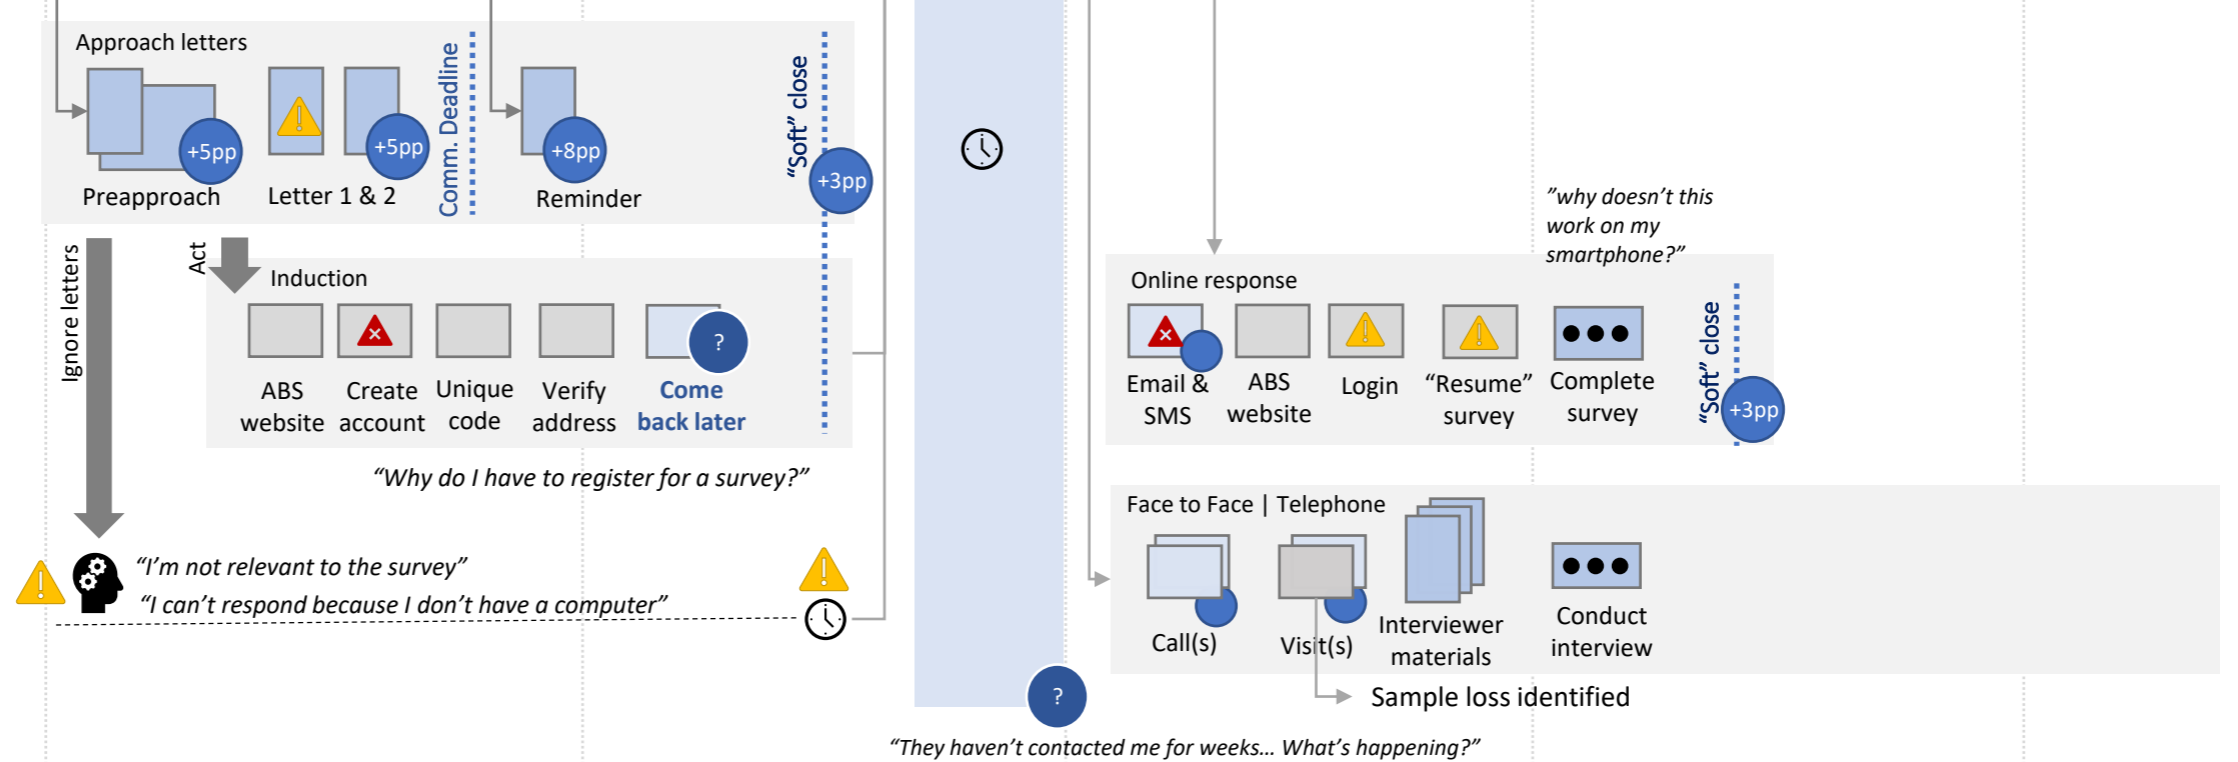 Approach letters
+5pp
Preapproach
+5pp
Letter 1 & 2
Comm. Deadline
+8pp
Reminder
“Soft” close
+3pp
Ignore letters
Act
Induction
ABS
website
Create
account
Unique
code
Verify
address
?
Come
back later
“Why do I have to register for a survey?”
“I’m not relevant to the survey”
“I can’t respond because I don’t have a computer”
?
“They haven’t contacted me for weeks… What’s happening?”
”why doesn’t this
work on my
smartphone?”
Online response
Email &
SMS
ABS
website
Login
“Resume”
survey
Complete
survey
“Soft” close
+3pp
Face to Face | Telephone
Call(s)
Visit(s)
Interviewer
materials
Conduct
interview
Sample loss identified